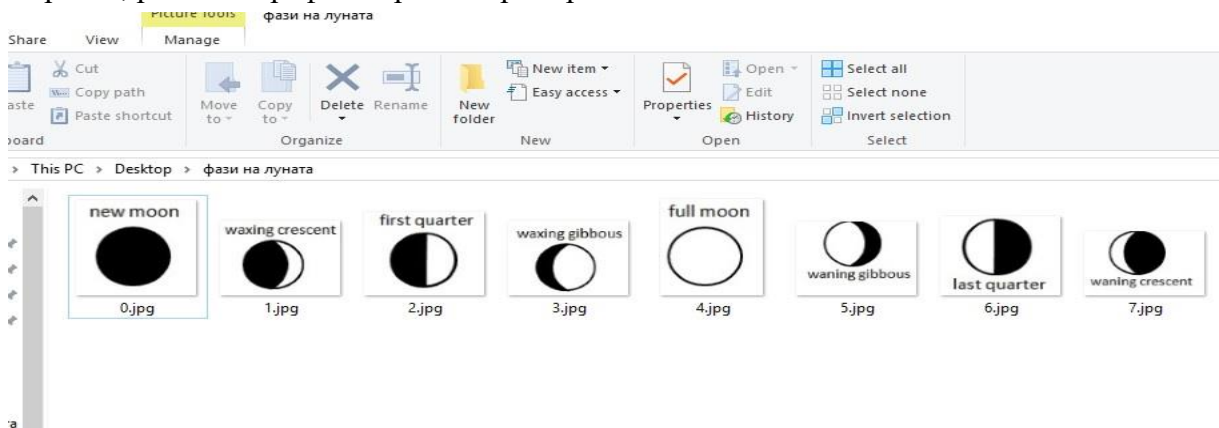 Picture Tools фази на луната
Share View Manage
Cut
Copy path
Paste shortcut
Move to
Copy to
Delete
Rename
New folder
New item
Easy access
Properties
Open
Edit
History
Select all
Select none
Invert selection
Organize New Open Select
This PC > Desktop > фази на луната
new moon
waxing crescent
first quarter
waxing gibbous
full moon
waning gibbous
last quarter
waning crescent
0.jpg 1.jpg 2.jpg 3.jpg 4.jpg 5.jpg 6.jpg 7.jpg